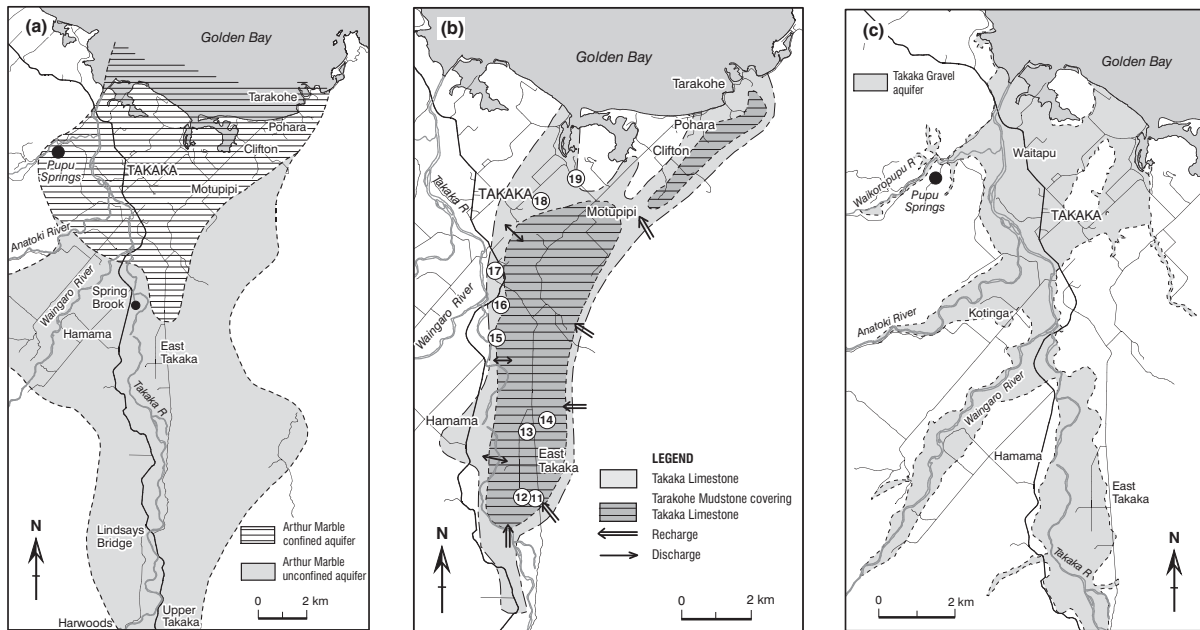 (a)
Golden Bay
Tarakohe
Pohara
Clifton
Pupu
Springs
TAKAKA
Motupipi
Anatoki River
Waingaro River
Spring
Brook
Hamama
East
Takaka
Takaka R
Lindsays
Bridge
N
Arthur Marble
confined aquifer
Arthur Marble
unconfined aquifer
0 2 km
Harwoods
Upper
Takaka
(b)
Golden Bay
Tarakohe
Pohara
Clifton
19
TAKAKA
18
Takaka R
Motupipi
17
Waingaro River
16
15
Hamama
14
13
East
Takaka
12 11
LEGEND
Takaka Limestone
Tarakohe Mudstone covering
Takaka Limestone
Recharge
Discharge
N
0 2 km
(c)
Golden Bay
Takaka Gravel
aquifer
Waitapu
Waikoropupu R
Pupu
Springs
TAKAKA
Anatoki River
Kotinga
Waingaro River
Hamama
East
Takaka
Takaka R
N
0 2 km